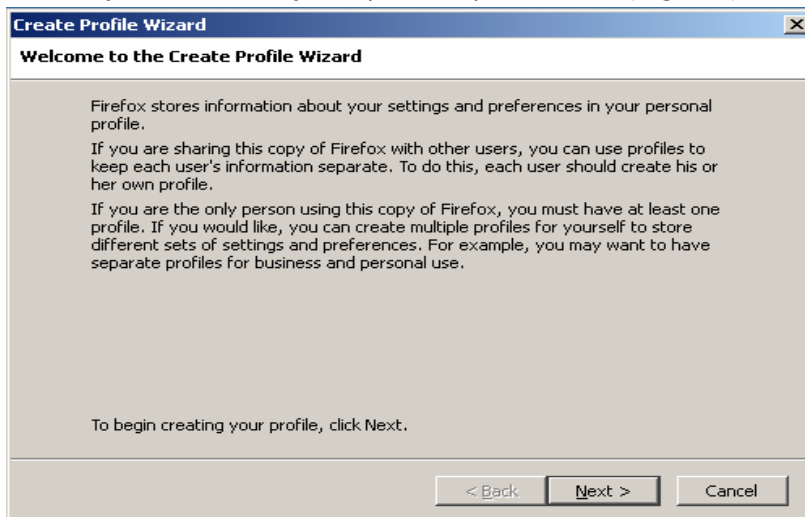 Create Profile Wizard
Welcome to the Create Profile Wizard
Firefox stores information about your settings and preferences in your personal
profile.
If you are sharing this copy of Firefox with other users, you can use profiles to
keep each user's information separate. To do this, each user should create his or
her own profile.
If you are the only person using this copy of Firefox, you must have at least one
profile. If you would like, you can create multiple profiles for yourself to store
different sets of settings and preferences. For example, you may want to have
separate profiles for business and personal use.
To begin creating your profile, click Next.
< Back Next > Cancel